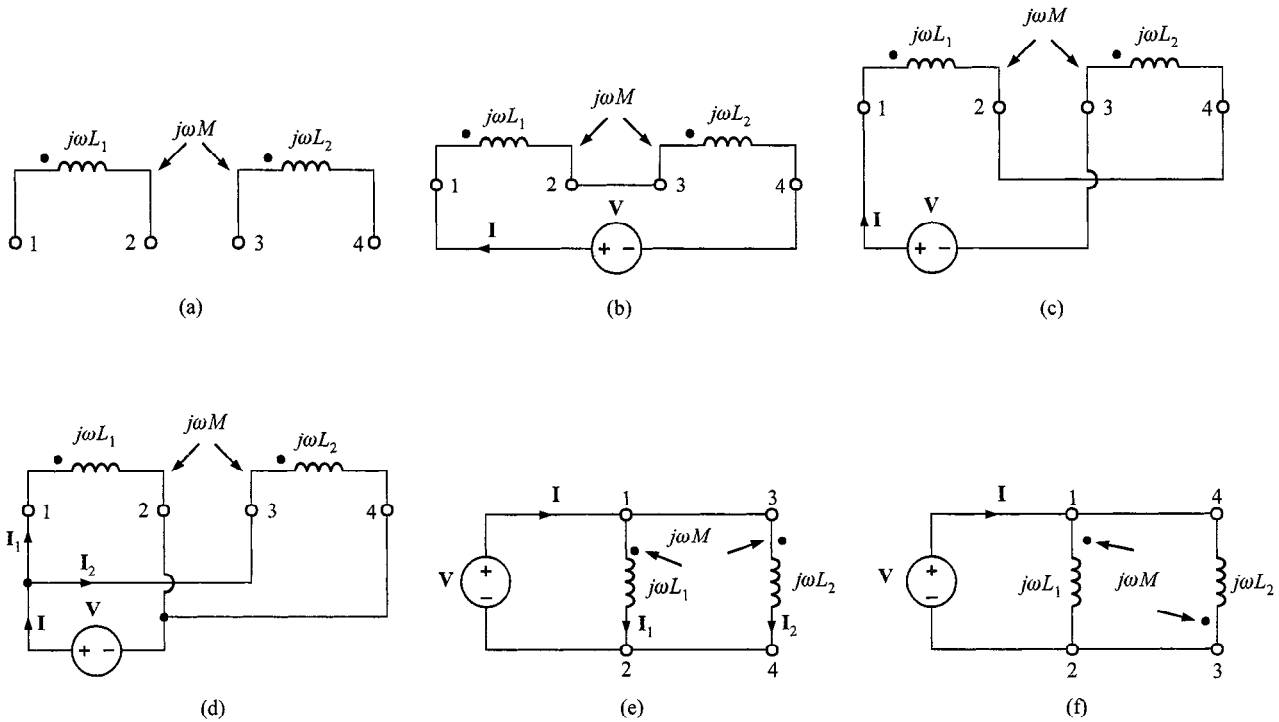 jωL₁ jωM jωL₂
1 2 3 4
(a)
jωL₁ jωM jωL₂
1 2 3 4
I V
+ −
(b)
jωL₁ jωM jωL₂
1 2 3 4
I V
+ −
(c)
jωL₁ jωM jωL₂
1 2 3 4
I₁
I₂
I V
+ −
(d)
I 1 3
jωM
V + −
jωL₁ jωL₂
I₁ I₂
2 4
(e)
I 1 4
V + −
jωL₁ jωM jωL₂
2 3
(f)